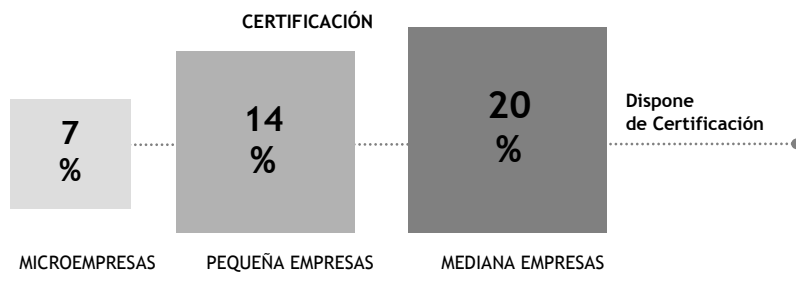 CERTIFICACIÓN
7
%
14
%
20
%
Dispone
de Certificación
MICROEMPRESAS
PEQUEÑA EMPRESAS
MEDIANA EMPRESAS